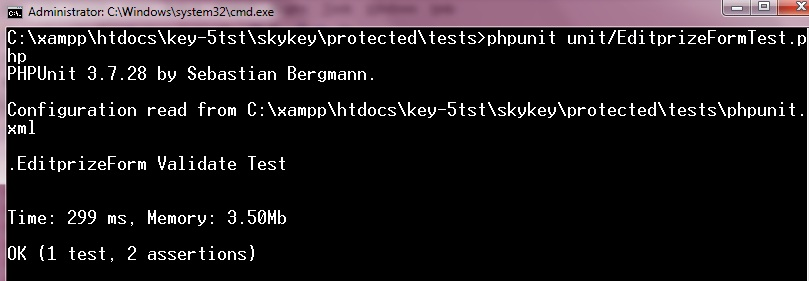 Administrator: C:\Windows\system32\cmd.exe
C:\xampp\htdocs\key-5tst\skykey\protected\tests>phpunit unit/EditprizeFormTest.p
hp
PHPUnit 3.7.28 by Sebastian Bergmann.
Configuration read from C:\xampp\htdocs\key-5tst\skykey\protected\tests\phpunit.
xml
.EditprizeForm Validate Test
Time: 299 ms, Memory: 3.50Mb
OK (1 test, 2 assertions)